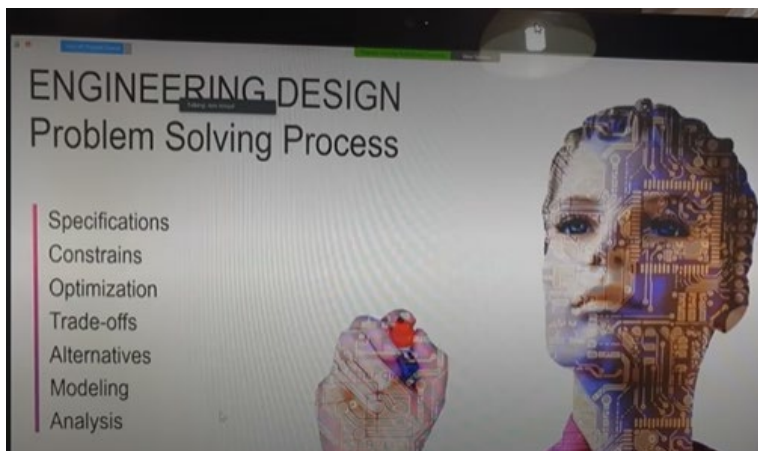 ENGINEERING DESIGN
Problem Solving Process
Specifications
Constrains
Optimization
Trade-offs
Alternatives
Modeling
Analysis